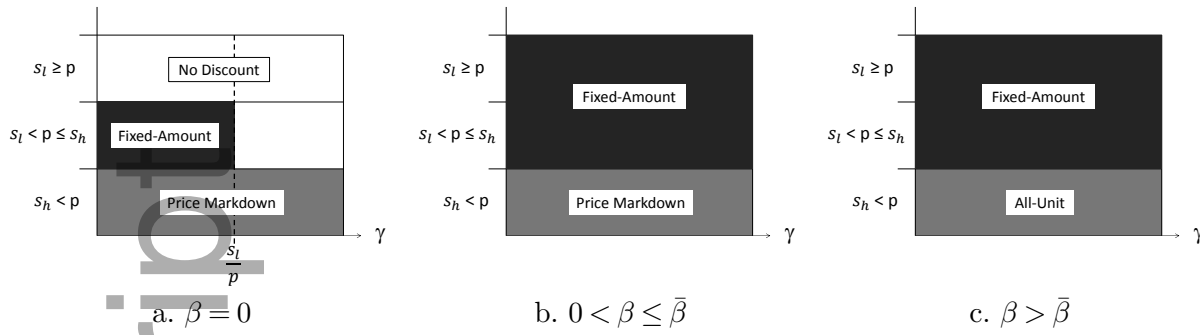 s_l ≥ p
No Discount
s_l < p ≤ s_h
Fixed-Amount
s_h < p
Price Markdown
γ
s_l
p
a. β = 0
s_l ≥ p
Fixed-Amount
s_l < p ≤ s_h
s_h < p
Price Markdown
γ
b. 0 < β ≤ β̄
s_l ≥ p
Fixed-Amount
s_l < p ≤ s_h
s_h < p
All-Unit
γ
c. β > β̄